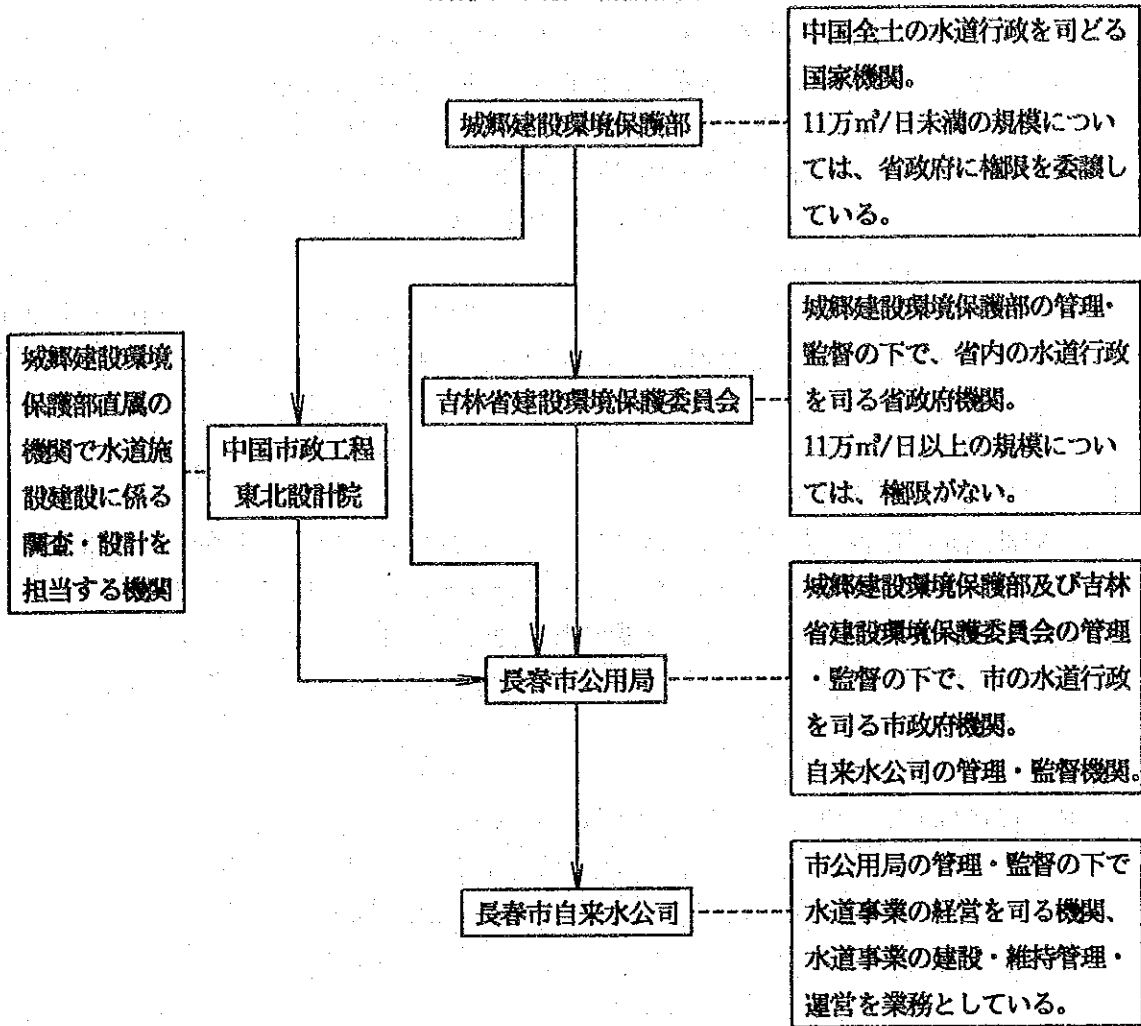 中国全土の水道行政を司どる
国家機関。
11万㎥/日未満の規模につい
ては、省政府に権限を委譲し
ている。
城郷建設環境保護部
城郷建設環境保護部の管理・
監督の下で、省内の水道行政
を司る省政府機関。
11万㎥/日以上の規模につい
ては、権限がない。
吉林省建設環境保護委員会
城郷建設環境
保護部直属の
機関で水道施
設建設に係る
調査・設計を
担当する機関
中国市政工程
東北設計院
城郷建設環境保護部及び吉林
省建設環境保護委員会の管理
・監督の下で、市の水道行政
を司る市政府機関。
自来水公司の管理・監督機関。
長春市公用局
市公用局の管理・監督の下で
水道事業の経営を司る機関、
水道事業の建設・維持管理・
運営を業務としている。
長春市自来水公司